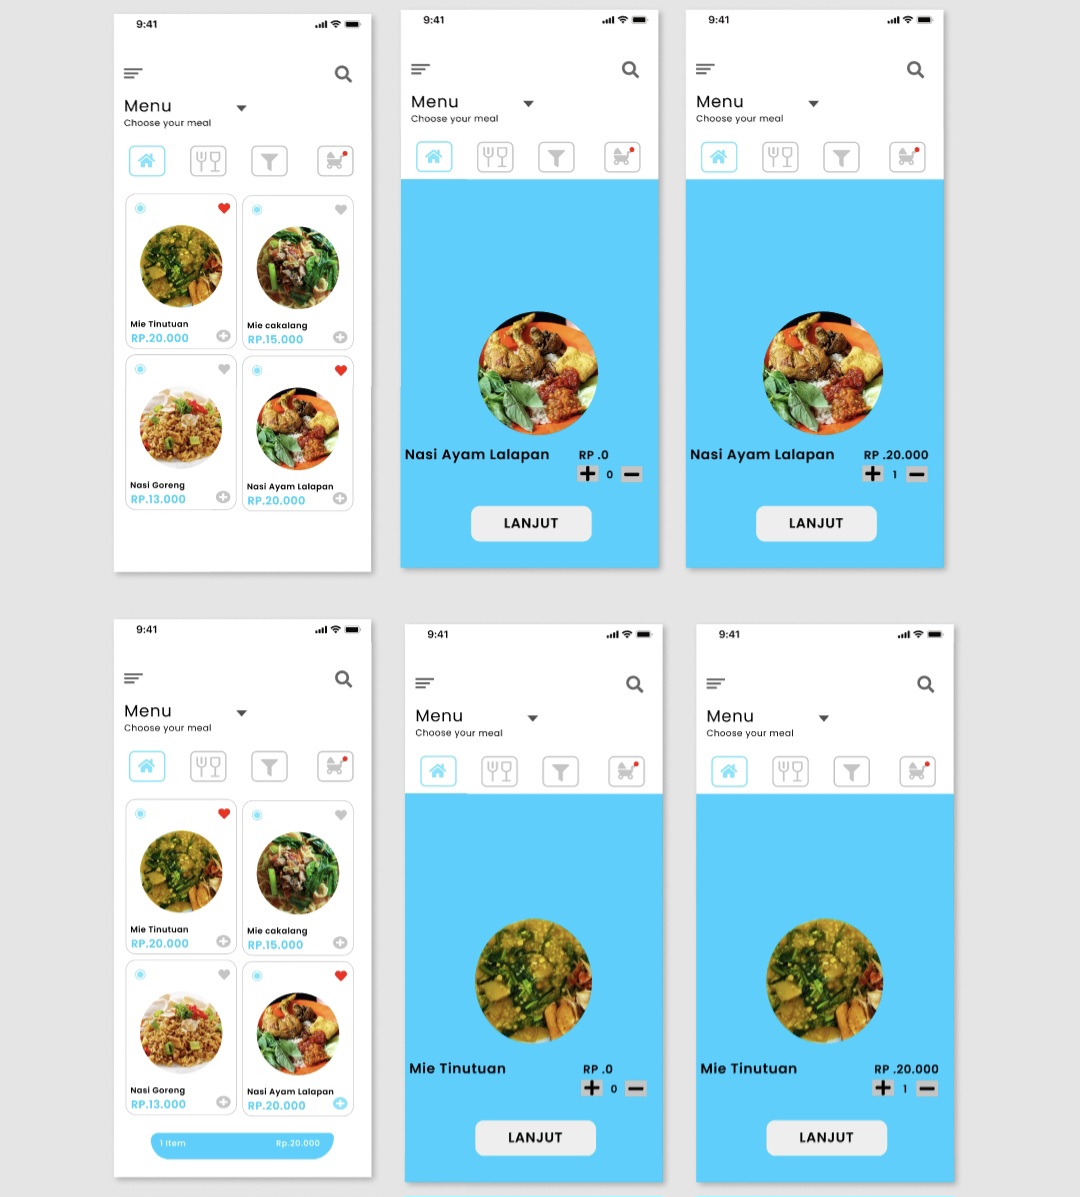 9:41
Menu
Choose your meal
Mie Tinutuan
RP.20.000
Mie cakalang
RP.15.000
Nasi Goreng
RP.13.000
Nasi Ayam Lalapan
RP.20.000
9:41
Menu
Choose your meal
Nasi Ayam Lalapan
RP .0
0
LANJUT
9:41
Menu
Choose your meal
Nasi Ayam Lalapan
RP .20.000
1
LANJUT
9:41
Menu
Choose your meal
Mie Tinutuan
RP.20.000
Mie cakalang
RP.15.000
Nasi Goreng
RP.13.000
Nasi Ayam Lalapan
RP.20.000
1 Item
Rp.20.000
9:41
Menu
Choose your meal
Mie Tinutuan
RP .0
0
LANJUT
9:41
Menu
Choose your meal
Mie Tinutuan
RP .20.000
1
LANJUT